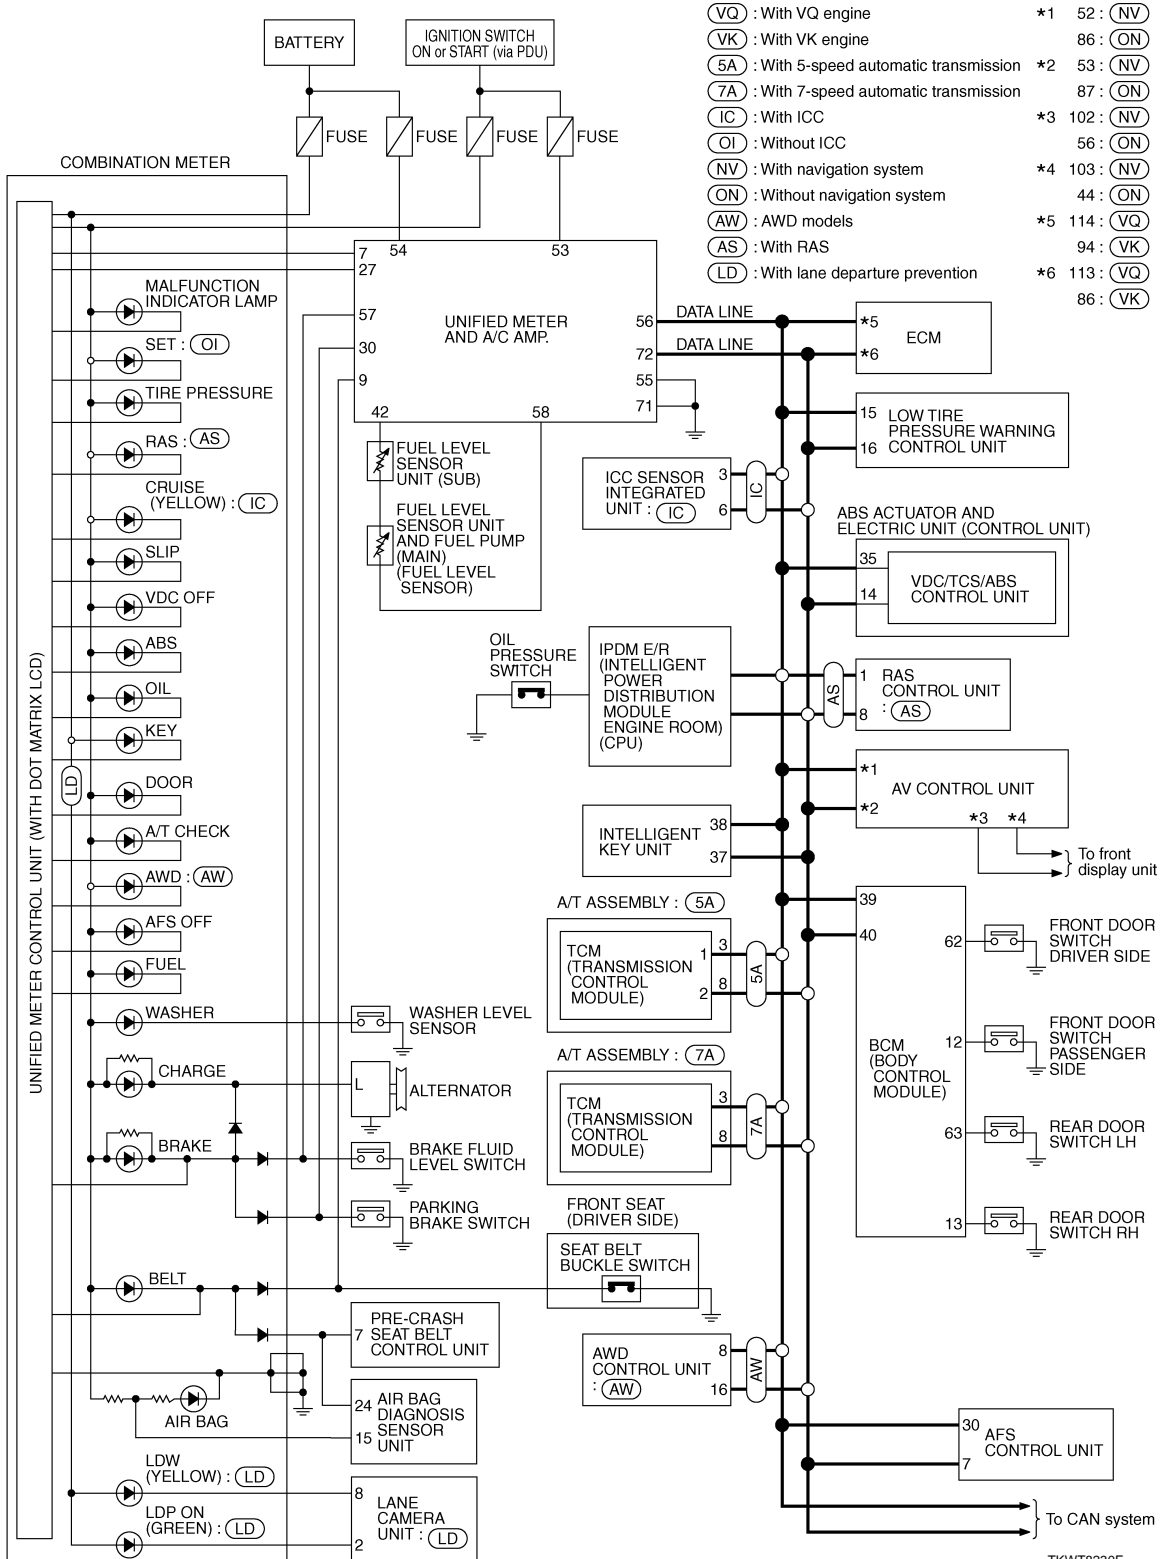 BATTERY
IGNITION SWITCH
ON or START (via PDU)
FUSE
FUSE
FUSE
FUSE
VQ : With VQ engine
VK : With VK engine
5A : With 5-speed automatic transmission
7A : With 7-speed automatic transmission
IC : With ICC
OI : Without ICC
NV : With navigation system
ON : Without navigation system
AW : AWD models
AS : With RAS
LD : With lane departure prevention
*1 52 : NV
86 : ON
*2 53 : NV
87 : ON
*3 102 : NV
56 : ON
*4 103 : NV
44 : ON
*5 114 : VQ
94 : VK
*6 113 : VQ
86 : VK
COMBINATION METER
UNIFIED METER CONTROL UNIT (WITH DOT MATRIX LCD)
MALFUNCTION
INDICATOR LAMP
SET : OI
TIRE PRESSURE
RAS : AS
CRUISE
(YELLOW) : IC
SLIP
VDC OFF
ABS
OIL
KEY
LD
DOOR
A/T CHECK
AWD : AW
AFS OFF
FUEL
WASHER
CHARGE
BRAKE
BELT
AIR BAG
LDW
(YELLOW) : LD
LDP ON
(GREEN) : LD
7
27
57
30
9
54
53
42
58
56
72
55
71
UNIFIED METER
AND A/C AMP.
DATA LINE
DATA LINE
FUEL LEVEL
SENSOR
UNIT (SUB)
FUEL LEVEL
SENSOR UNIT
AND FUEL PUMP
(MAIN)
(FUEL LEVEL
SENSOR)
OIL
PRESSURE
SWITCH
IPDM E/R
(INTELLIGENT
POWER
DISTRIBUTION
MODULE
ENGINE ROOM)
(CPU)
ICC SENSOR
INTEGRATED
UNIT : IC
3
6
IC
*5
*6
ECM
15
16
LOW TIRE
PRESSURE WARNING
CONTROL UNIT
ABS ACTUATOR AND
ELECTRIC UNIT (CONTROL UNIT)
35
14
VDC/TCS/ABS
CONTROL UNIT
AS
1
8
RAS
CONTROL UNIT
: AS
*1
*2
AV CONTROL UNIT
*3 *4
To front
display unit
INTELLIGENT
KEY UNIT
38
37
A/T ASSEMBLY : 5A
TCM
(TRANSMISSION
CONTROL
MODULE)
1
2
3
8
5A
A/T ASSEMBLY : 7A
TCM
(TRANSMISSION
CONTROL
MODULE)
3
8
7A
39
40
BCM
(BODY
CONTROL
MODULE)
62
12
63
13
FRONT DOOR
SWITCH
DRIVER SIDE
FRONT DOOR
SWITCH
PASSENGER
SIDE
REAR DOOR
SWITCH LH
REAR DOOR
SWITCH RH
WASHER LEVEL
SENSOR
L
ALTERNATOR
BRAKE FLUID
LEVEL SWITCH
PARKING
BRAKE SWITCH
FRONT SEAT
(DRIVER SIDE)
SEAT BELT
BUCKLE SWITCH
7
PRE-CRASH
SEAT BELT
CONTROL UNIT
24
15
AIR BAG
DIAGNOSIS
SENSOR
UNIT
8
2
LANE
CAMERA
UNIT : LD
AWD
CONTROL UNIT
: AW
8
16
AW
30
7
AFS
CONTROL UNIT
To CAN system